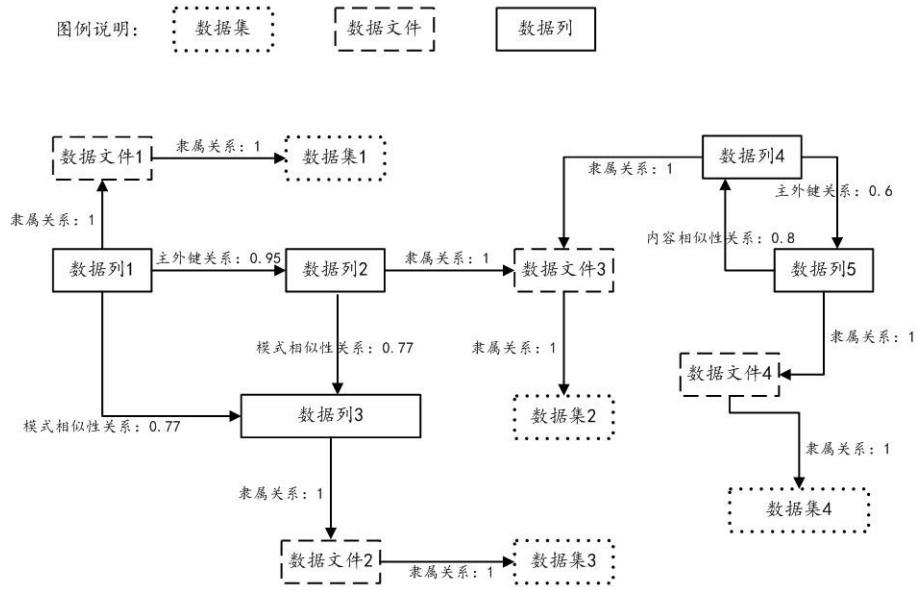 图例说明： 数据集 数据文件 数据列
数据文件1 隶属关系：1 数据集1
数据列4
隶属关系：1
主外键关系：0.6
隶属关系：1
内容相似性关系：0.8
数据列1 主外键关系：0.95 数据列2 隶属关系：1 数据文件3 数据列5
模式相似性关系：0.77
隶属关系：1
隶属关系：1
数据文件4
数据列3
数据集2
模式相似性关系：0.77
隶属关系：1
隶属关系：1
数据集4
数据文件2 隶属关系：1 数据集3